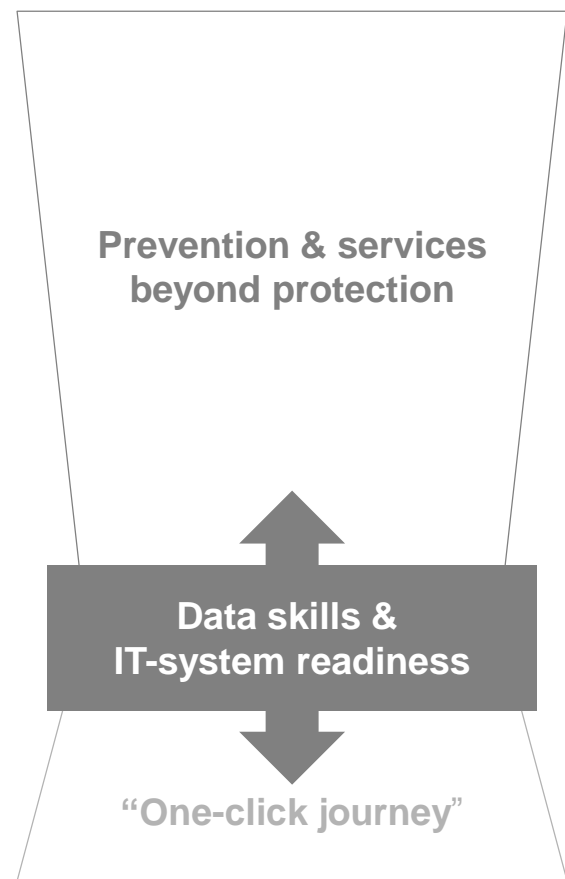 Prevention & services
beyond protection
Data skills &
IT-system readiness
“One-click journey”